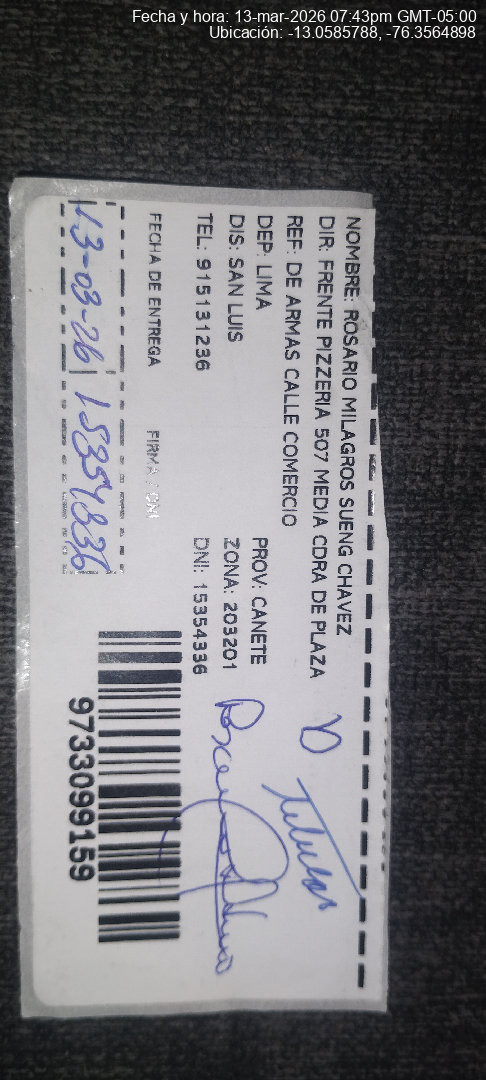 Fecha y hora: 13-mar-2026 07:43pm GMT-05:00
Ubicación: -13.0585788, -76.3564898
NOMBRE: ROSARIO MILAGROS SUENG CHAVEZ
DIR: FRENTE PIZZERIA 507 MEDIA CDRA DE PLAZA
REF: DE ARMAS CALLE COMERCIO
DEP: LIMA PROV: CANETE
DIS: SAN LUIS ZONA: 203201
TEL: 915131236 DNI: 15354336
FECHA DE ENTREGA FIRMA / DNI
13-03-26 15354336
9733099159
Titular